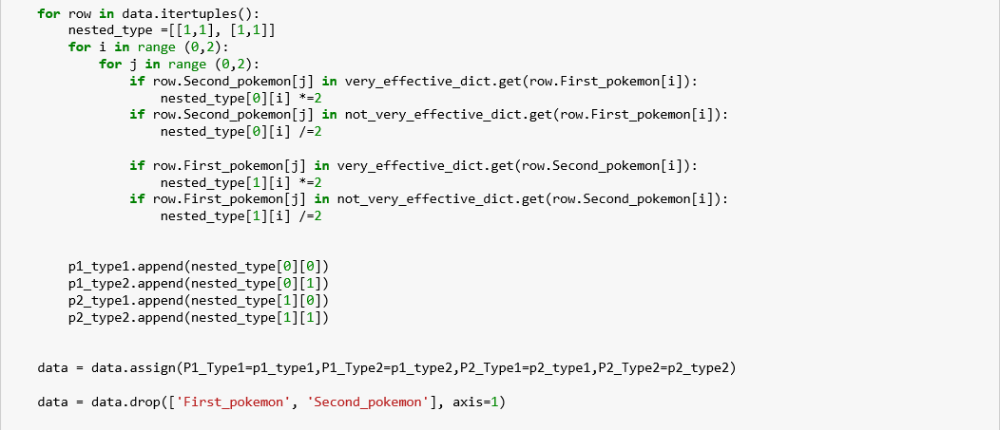 for row in data.itertuples():
nested_type =[[1,1], [1,1]]
for i in range (0,2):
for j in range (0,2):
if row.Second_pokemon[j] in very_effective_dict.get(row.First_pokemon[i]):
nested_type[0][i] *=2
if row.Second_pokemon[j] in not_very_effective_dict.get(row.First_pokemon[i]):
nested_type[0][i] /=2
if row.First_pokemon[j] in very_effective_dict.get(row.Second_pokemon[i]):
nested_type[1][i] *=2
if row.First_pokemon[j] in not_very_effective_dict.get(row.Second_pokemon[i]):
nested_type[1][i] /=2
p1_type1.append(nested_type[0][0])
p1_type2.append(nested_type[0][1])
p2_type1.append(nested_type[1][0])
p2_type2.append(nested_type[1][1])
data = data.assign(P1_Type1=p1_type1,P1_Type2=p1_type2,P2_Type1=p2_type1,P2_Type2=p2_type2)
data = data.drop(['First_pokemon', 'Second_pokemon'], axis=1)